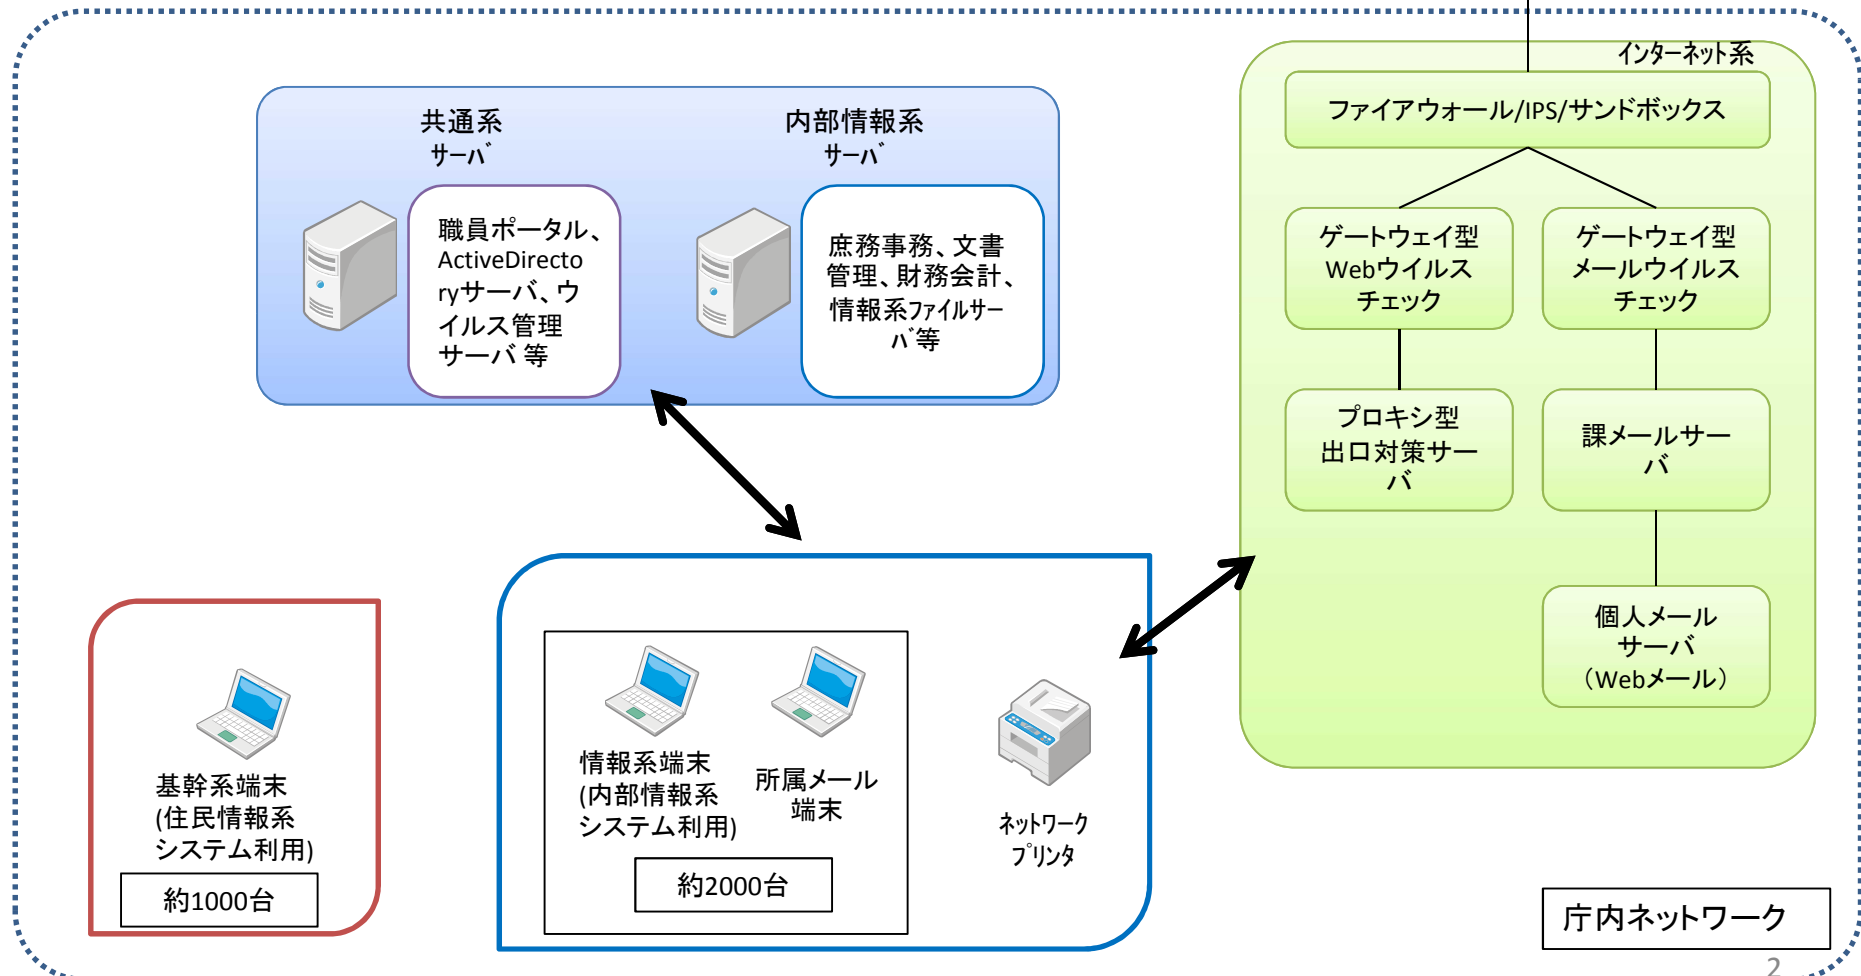 インターネット系
ファイアウォール/IPS/サンドボックス
共通系
サーバ
内部情報系
サーバ
職員ポータル、
ActiveDirecto
ryサーバ、ウ
イルス管理
サーバ 等
庶務事務、文書
管理、財務会計、
情報系ファイルサー
バ 等
ゲートウェイ型
Webウイルス
チェック
ゲートウェイ型
メールウイルス
チェック
プロキシ型
出口対策サー
バ
課メールサー
バ
個人メール
サーバ
（Webメール）
基幹系端末
(住民情報系
システム利用)
約1000台
情報系端末
(内部情報系
システム利用)
所属メール
端末
約2000台
ネットワーク
プリンタ
庁内ネットワーク
2